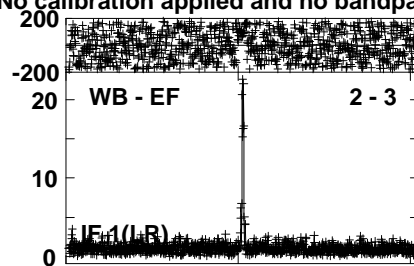 No calibration applied and no bandpa
200
-200
WB - EF 2 - 3
20
10
IF 1(LR)
0